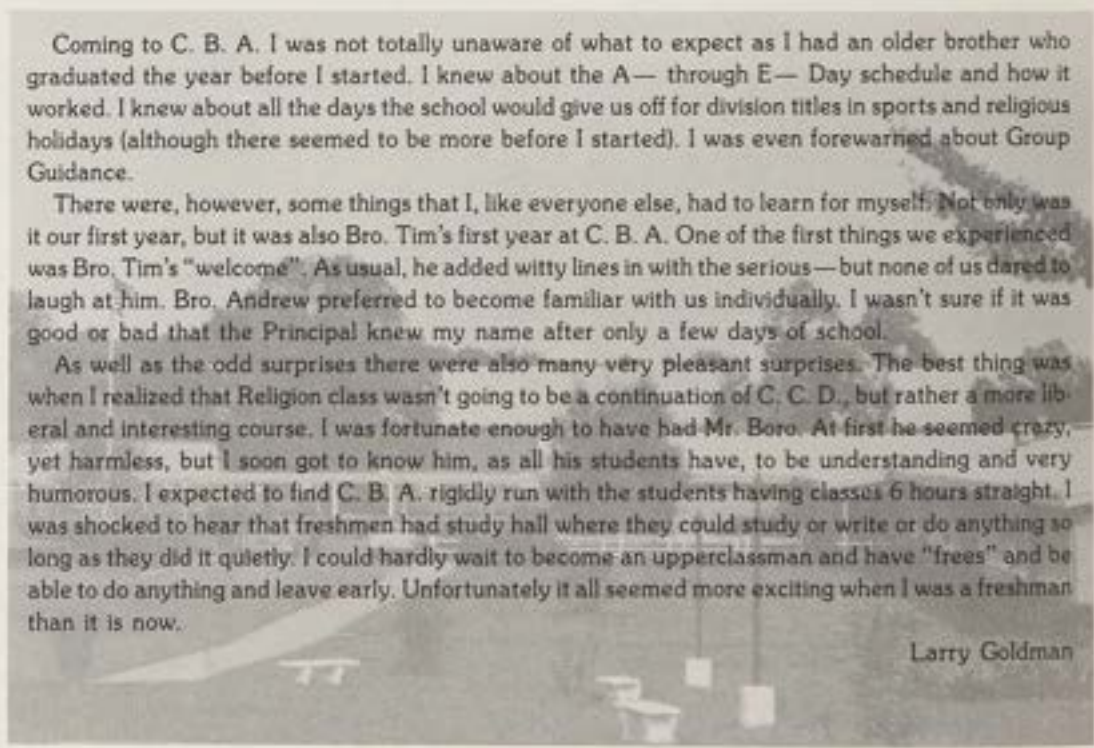 Coming to C. B. A. I was not totally unaware of what to expect as I had an older brother who
graduated the year before I started. I knew about the A— through E— Day schedule and how it
worked. I knew about all the days the school would give us off for division titles in sports and religious
holidays (although there seemed to be more before I started). I was even forewarned about Group
Guidance.
There were, however, some things that I, like everyone else, had to learn for myself. Not only was
it our first year, but it was also Bro. Tim's first year at C. B. A. One of the first things we experienced
was Bro. Tim's "welcome". As usual, he added witty lines in with the serious—but none of us dared to
laugh at him. Bro. Andrew preferred to become familiar with us individually. I wasn't sure if it was
good or bad that the Principal knew my name after only a few days of school.
As well as the odd surprises there were also many very pleasant surprises. The best thing was
when I realized that Religion class wasn't going to be a continuation of C. C. D., but rather a more lib-
eral and interesting course. I was fortunate enough to have had Mr. Boro. At first he seemed crazy,
yet harmless, but I soon got to know him, as all his students have, to be understanding and very
humorous. I expected to find C. B. A. rigidly run with the students having classes 6 hours straight. I
was shocked to hear that freshmen had study hall where they could study or write or do anything so
long as they did it quietly. I could hardly wait to become an upperclassman and have "frees" and be
able to do anything and leave early. Unfortunately it all seemed more exciting when I was a freshman
than it is now.
Larry Goldman